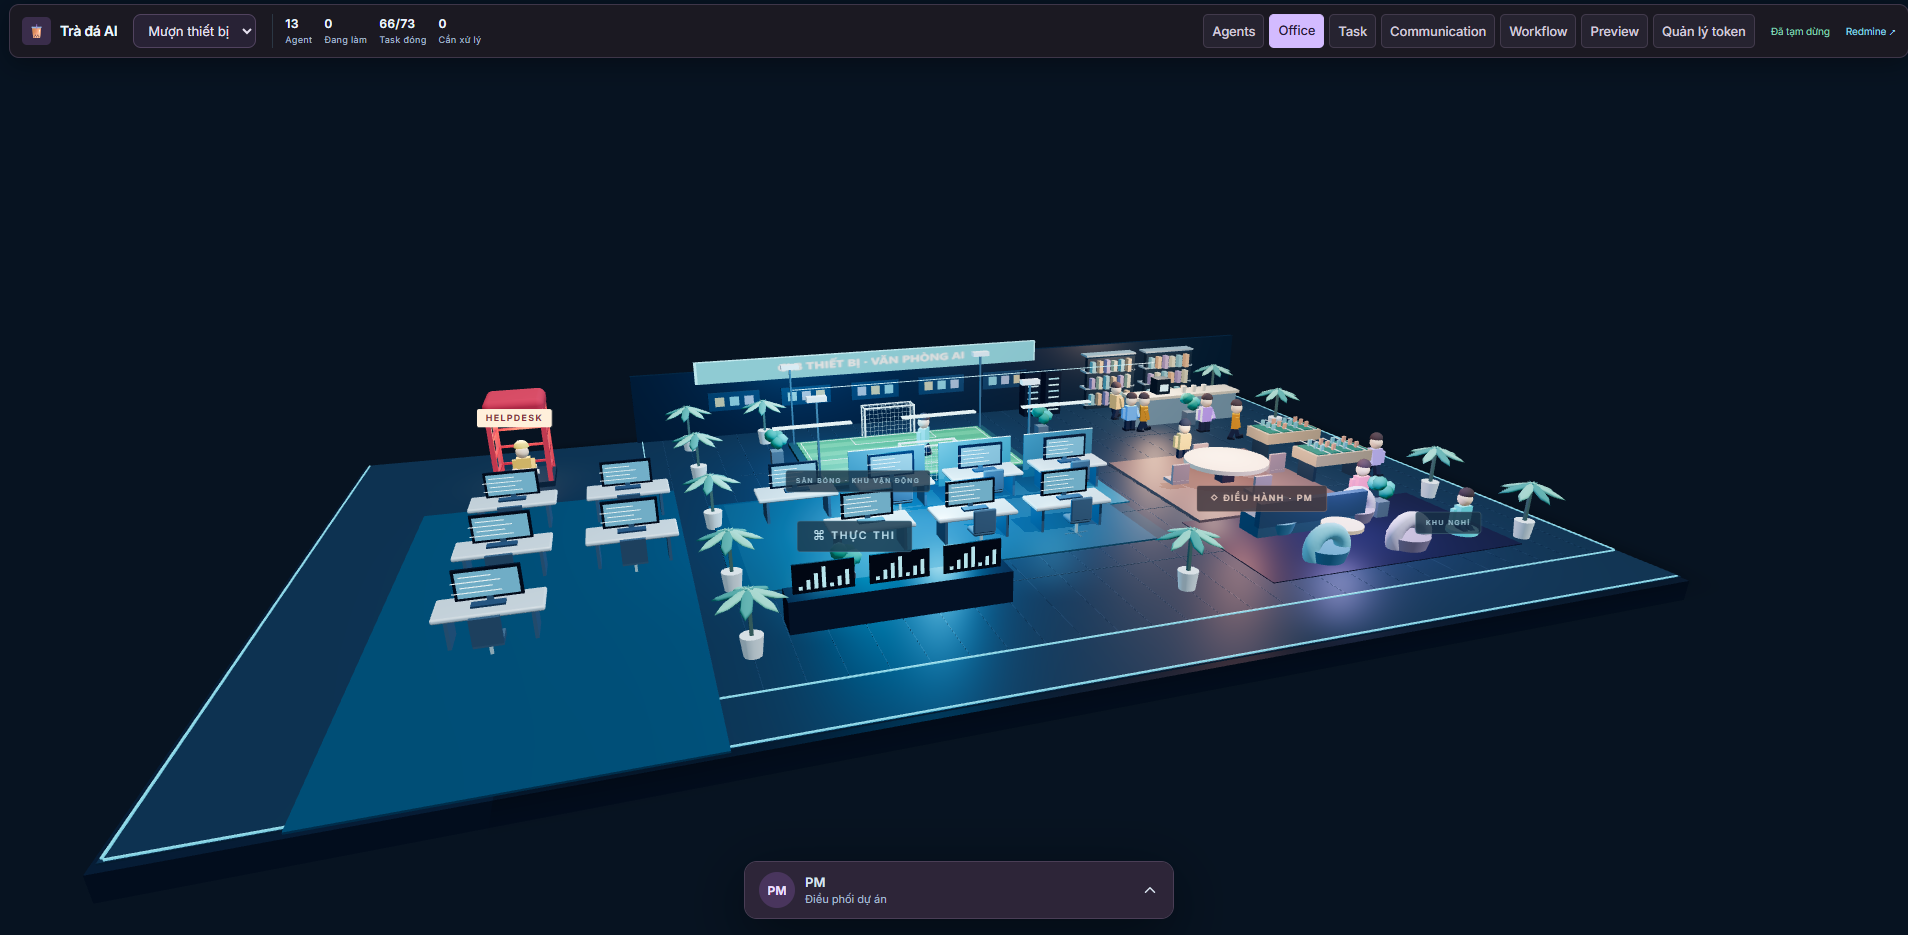 Trà đá AI
Mượn thiết bị
13
Agent
0
Đang làm
66/73
Task đóng
0
Cần xử lý
Agents
Office
Task
Communication
Workflow
Preview
Quản lý token
Đã tạm dừng
Redmine ↗
THIẾT BỊ - VĂN PHÒNG AI
HELPDESK
SÂN BÓNG - KHU VẬN ĐỘNG
◇ ĐIỀU HÀNH · PM
KHU NGHỈ
⌘ THỰC THI
PM
PM
Điều phối dự án